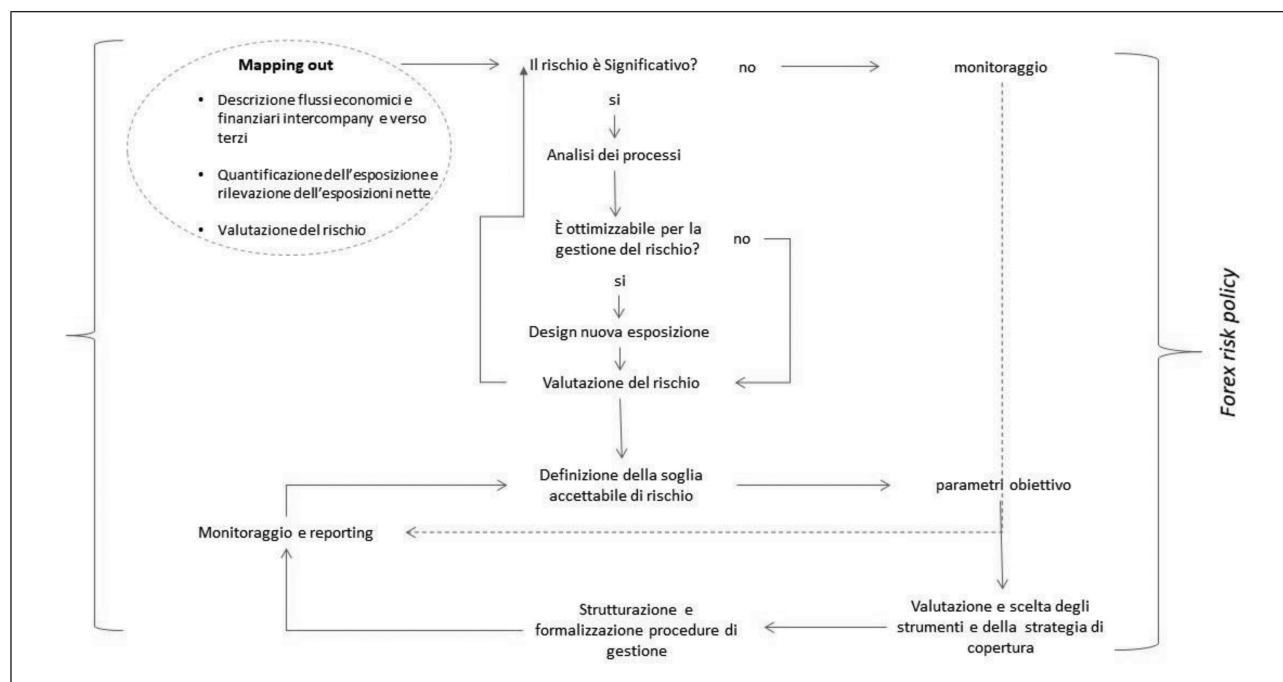 Mapping out
• Descrizione flussi economici e
finanziari intercompany e verso
terzi
• Quantificazione dell'esposizione e
rilevazione dell'esposizioni nette
• Valutazione del rischio
Il rischio è Significativo?
no
monitoraggio
si
Analisi dei processi
È ottimizzabile per la
gestione del rischio?
no
si
Design nuova esposizione
Valutazione del rischio
Definizione della soglia
accettabile di rischio
parametri obiettivo
Monitoraggio e reporting
Strutturazione e
formalizzazione procedure di
gestione
Valutazione e scelta degli
strumenti e della strategia di
copertura
Forex risk policy